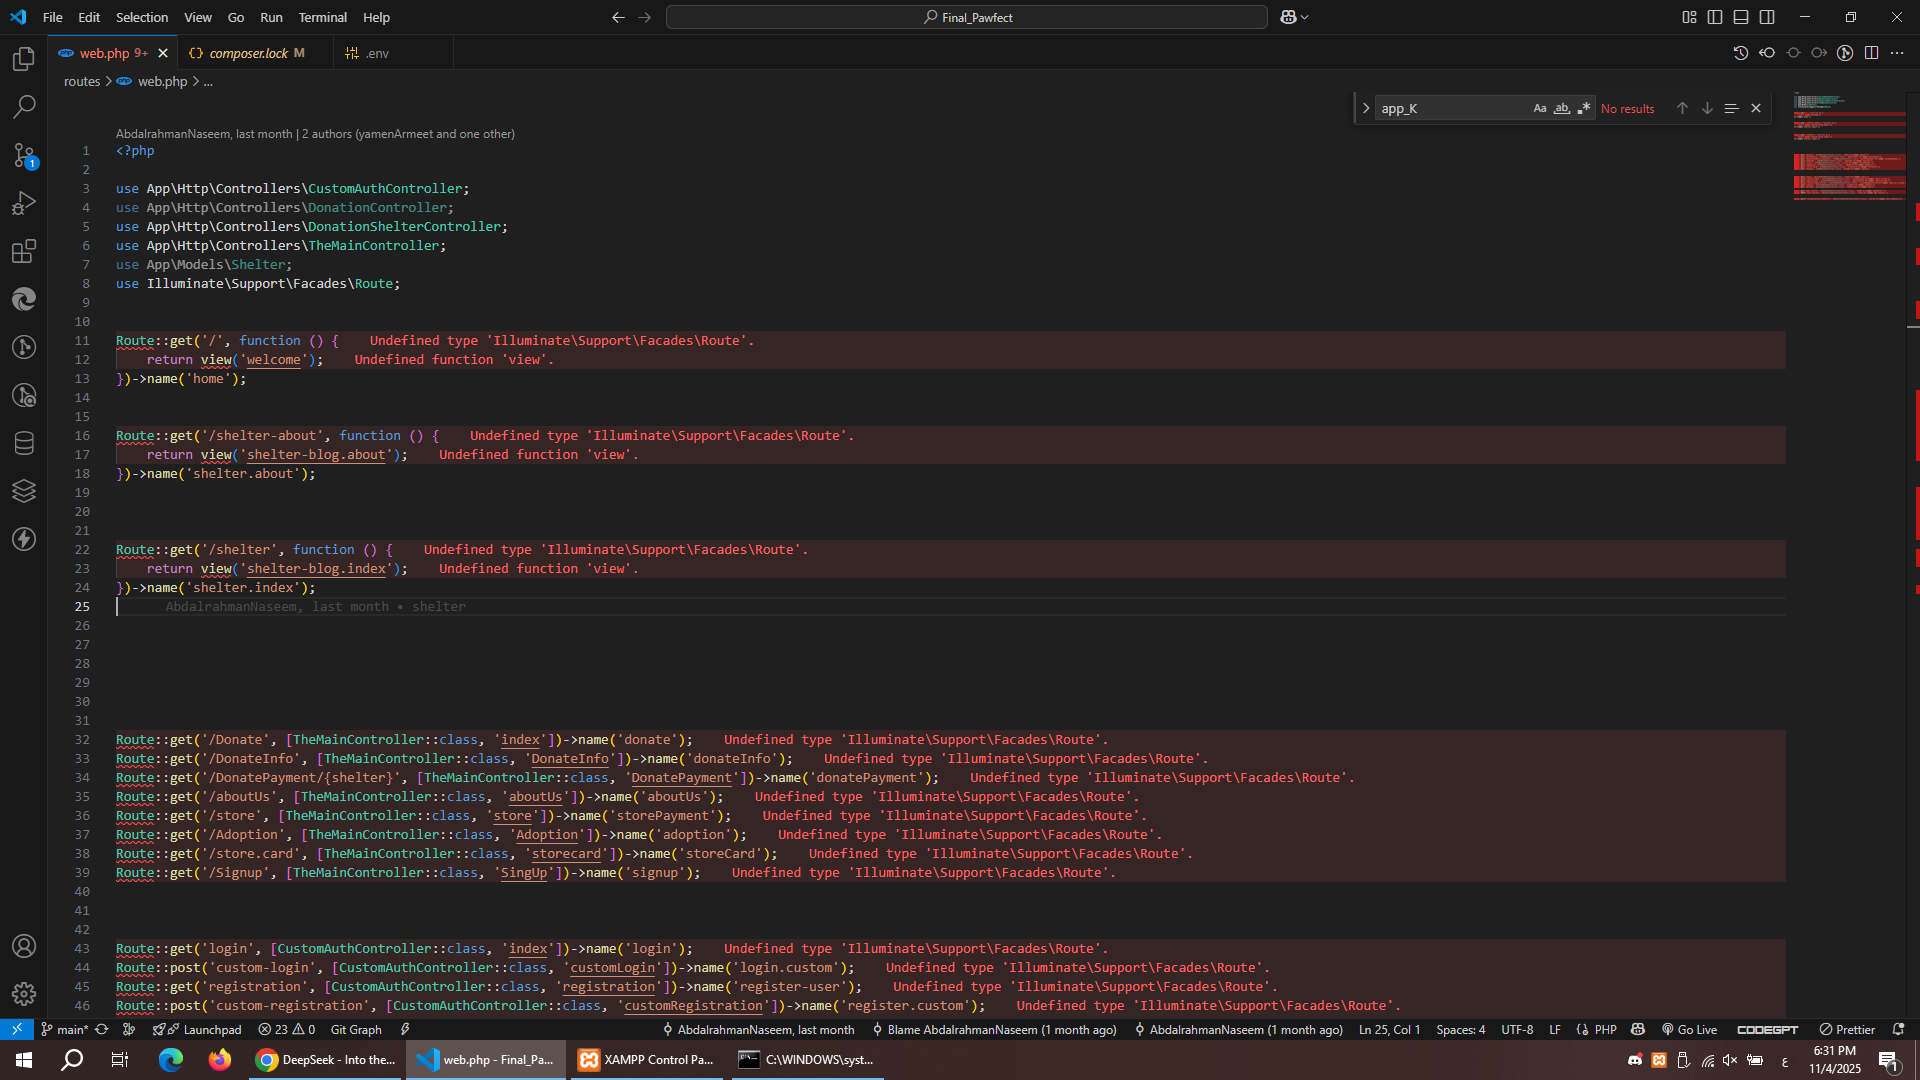 File Edit Selection View Go Run Terminal Help
Final_Pawfect
web.php 9+
composer.lock M
.env
routes > web.php > ...
app_K
Aa ab
No results
AbdalrahmanNaseem, last month | 2 authors (yamenArmeet and one other)
1 <?php
2
3 use App\Http\Controllers\CustomAuthController;
4 use App\Http\Controllers\DonationController;
5 use App\Http\Controllers\DonationShelterController;
6 use App\Http\Controllers\TheMainController;
7 use App\Models\Shelter;
8 use Illuminate\Support\Facades\Route;
9
10
11 Route::get('/', function () { Undefined type 'Illuminate\Support\Facades\Route'.
12 return view('welcome'); Undefined function 'view'.
13 })->name('home');
14
15
16 Route::get('/shelter-about', function () { Undefined type 'Illuminate\Support\Facades\Route'.
17 return view('shelter-blog.about'); Undefined function 'view'.
18 })->name('shelter.about');
19
20
21
22 Route::get('/shelter', function () { Undefined type 'Illuminate\Support\Facades\Route'.
23 return view('shelter-blog.index'); Undefined function 'view'.
24 })->name('shelter.index');
25 AbdalrahmanNaseem, last month • shelter
26
27
28
29
30
31
32 Route::get('/Donate', [TheMainController::class, 'index'])->name('donate'); Undefined type 'Illuminate\Support\Facades\Route'.
33 Route::get('/DonateInfo', [TheMainController::class, 'DonateInfo'])->name('donateInfo'); Undefined type 'Illuminate\Support\Facades\Route'.
34 Route::get('/DonatePayment/{shelter}', [TheMainController::class, 'DonatePayment'])->name('donatePayment'); Undefined type 'Illuminate\Support\Facades\Route'.
35 Route::get('/aboutUs', [TheMainController::class, 'aboutUs'])->name('aboutUs'); Undefined type 'Illuminate\Support\Facades\Route'.
36 Route::get('/store', [TheMainController::class, 'store'])->name('storePayment'); Undefined type 'Illuminate\Support\Facades\Route'.
37 Route::get('/Adoption', [TheMainController::class, 'Adoption'])->name('adoption'); Undefined type 'Illuminate\Support\Facades\Route'.
38 Route::get('/store.card', [TheMainController::class, 'storecard'])->name('storeCard'); Undefined type 'Illuminate\Support\Facades\Route'.
39 Route::get('/Signup', [TheMainController::class, 'SingUp'])->name('signup'); Undefined type 'Illuminate\Support\Facades\Route'.
40
41
42
43 Route::get('login', [CustomAuthController::class, 'index'])->name('login'); Undefined type 'Illuminate\Support\Facades\Route'.
44 Route::post('custom-login', [CustomAuthController::class, 'customLogin'])->name('login.custom'); Undefined type 'Illuminate\Support\Facades\Route'.
45 Route::get('registration', [CustomAuthController::class, 'registration'])->name('register-user'); Undefined type 'Illuminate\Support\Facades\Route'.
46 Route::post('custom-registration', [CustomAuthController::class, 'customRegistration'])->name('register.custom'); Undefined type 'Illuminate\Support\Facades\Route'.
1
main* Launchpad 23 0 Git Graph AbdalrahmanNaseem, last month Blame AbdalrahmanNaseem (1 month ago) AbdalrahmanNaseem (1 month ago) Ln 25, Col 1 Spaces: 4 UTF-8 LF PHP Go Live CODEGPT Prettier
DeepSeek - Into the...
web.php - Final_Pa...
XAMPP Control Pa...
C:\WINDOWS\syst...
ع
6:31 PM
11/4/2025
1